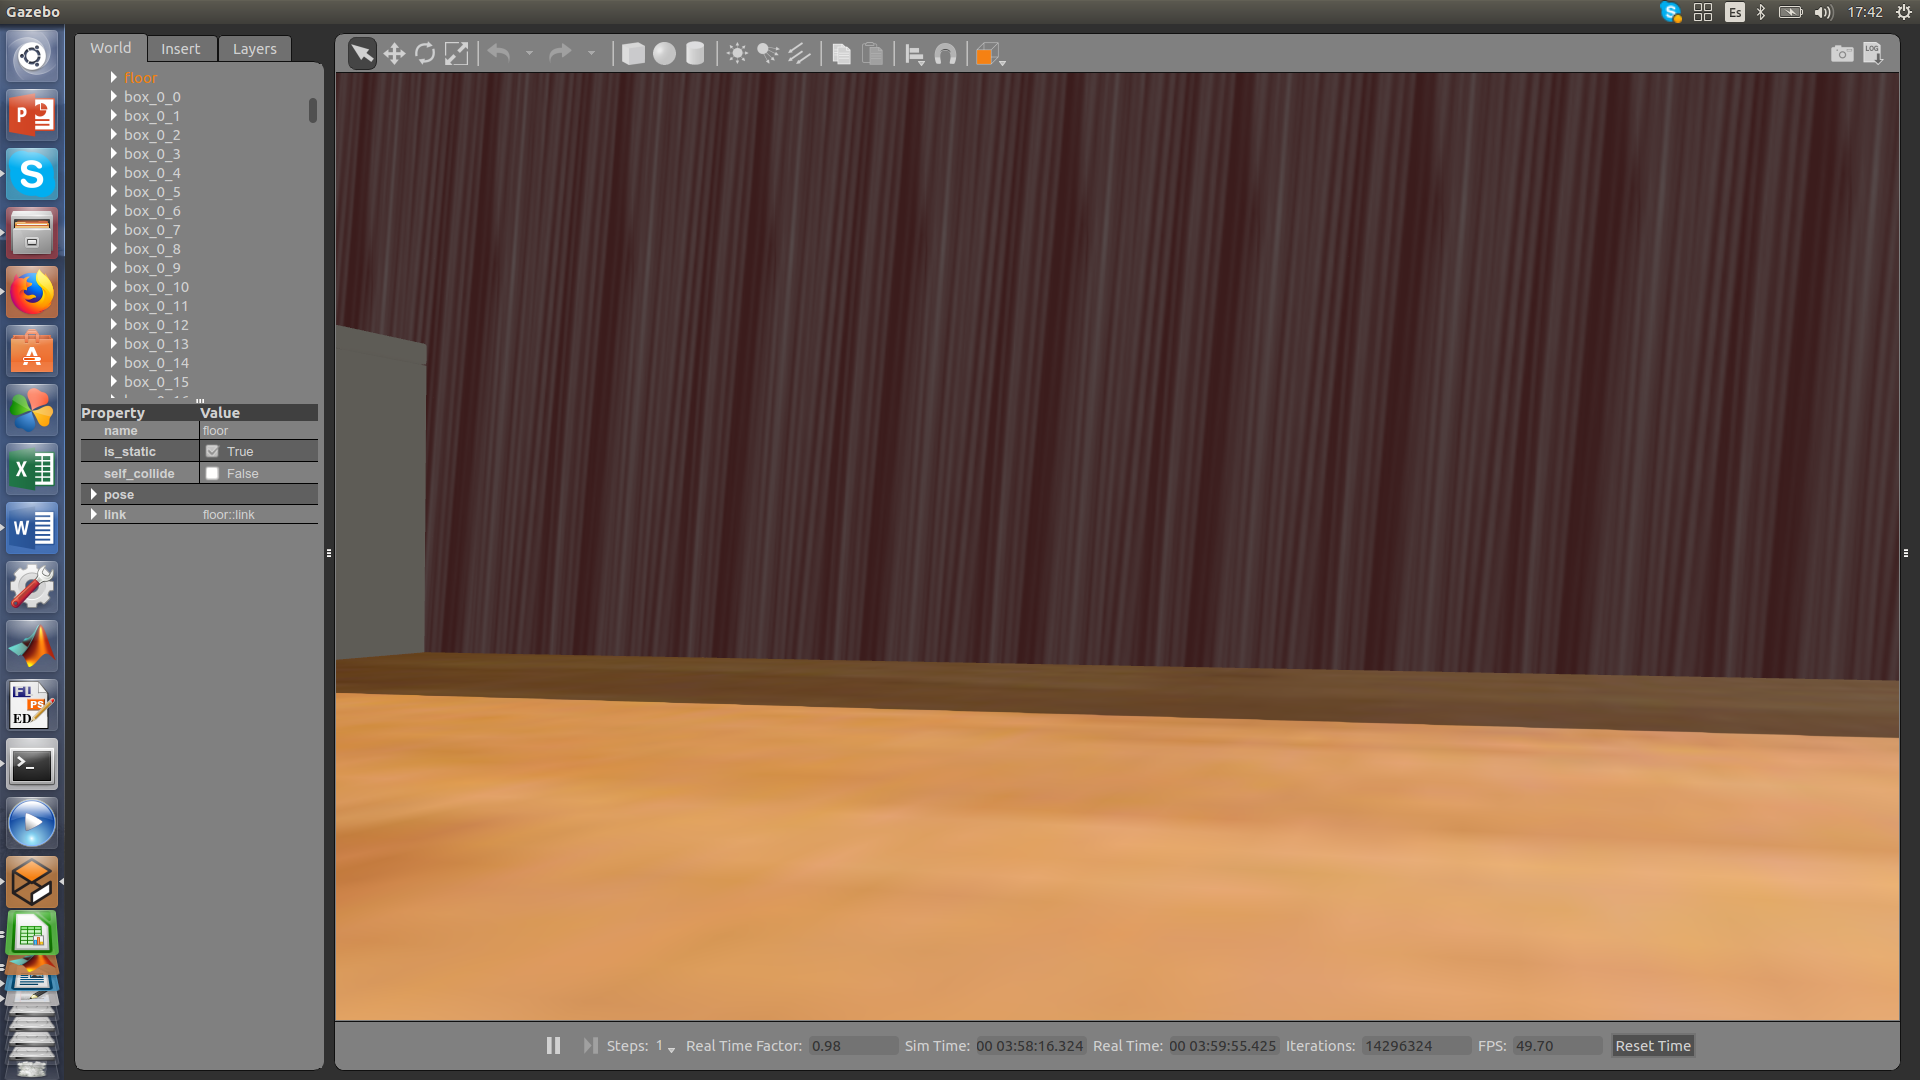 Gazebo
Es
17:42
World
Insert
Layers
LOG
floor
box_0_0
box_0_1
box_0_2
box_0_3
box_0_4
box_0_5
box_0_6
box_0_7
box_0_8
box_0_9
box_0_10
box_0_11
box_0_12
box_0_13
box_0_14
box_0_15
Property Value
name floor
is_static True
self_collide False
pose
link floor::link
P
S
A
X
W
PS
ED
>_
Steps: 1 Real Time Factor: 0.98 Sim Time: 00 03:58:16.324 Real Time: 00 03:59:55.425 Iterations: 14296324 FPS: 49.70 Reset Time